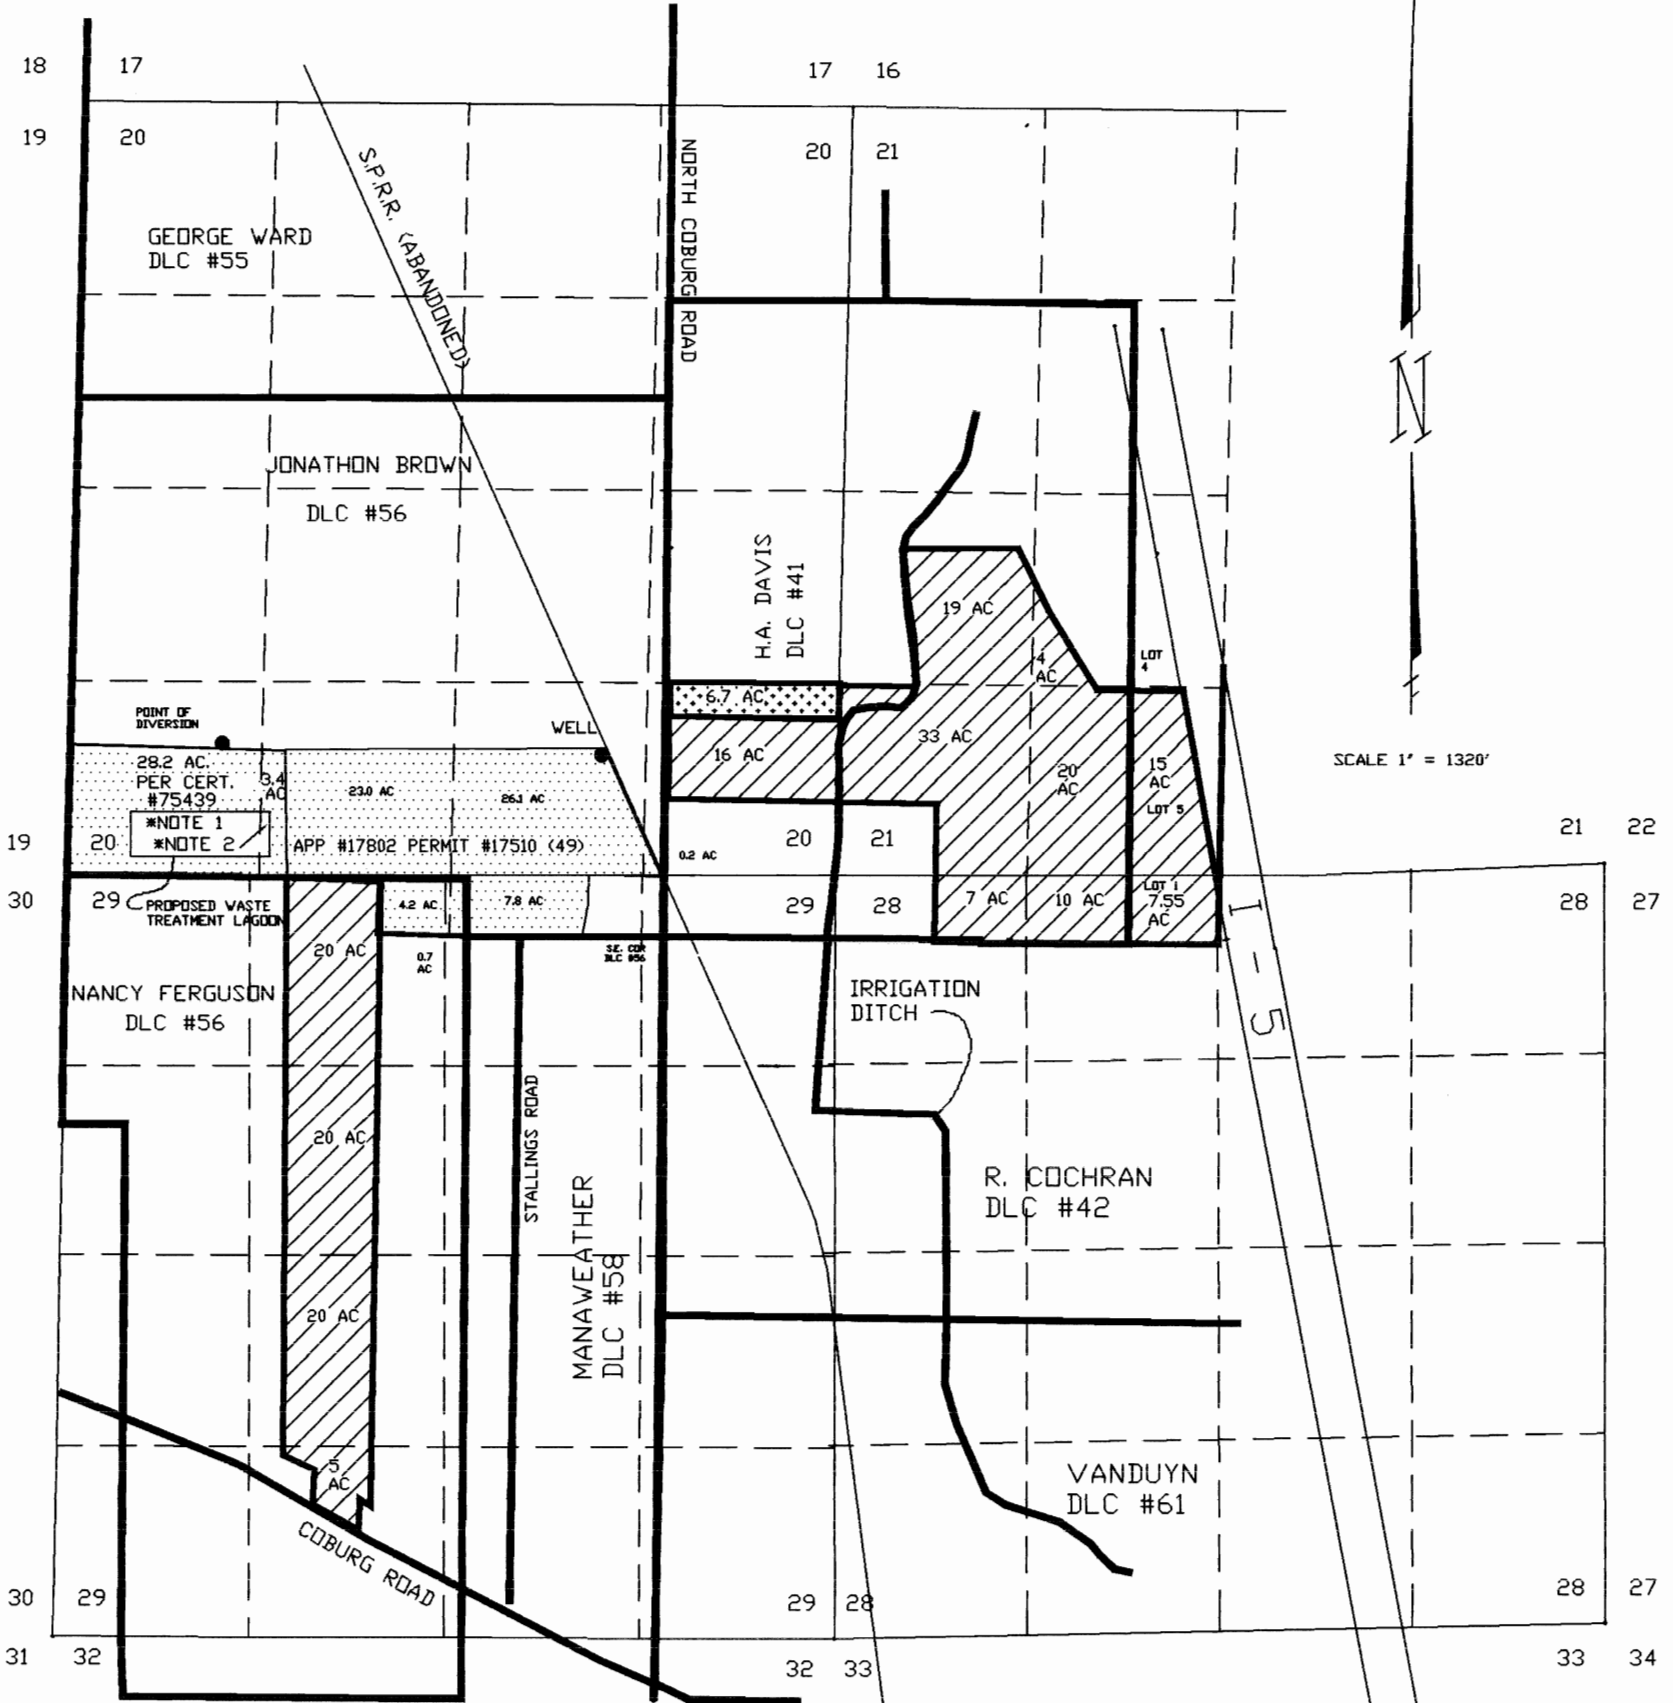 18 17
17 16
19 20
20 21
S.P.R.R. (ABANDONED)
NORTH COBURG ROAD
GEORGE WARD
DLC #55
N
JONATHON BROWN
DLC #56
H.A. DAVIS
DLC #41
19 AC
4
AC
LOT
4
6.7 AC
POINT OF
DIVERSION
WELL
16 AC
33 AC
20
AC
15
AC
LOT 5
SCALE 1" = 1320'
28.2 AC.
PER CERT.
#75439
3.4
AC
23.0 AC
26.1 AC
*NOTE 1
*NOTE 2
19 20
APP #17802 PERMIT #17510 (49)
0.2 AC
20 21
21 22
30 29
PROPOSED WASTE
TREATMENT LAGOON
4.2 AC
7.8 AC
29 28
7 AC
10 AC
LOT 1
7.55
AC
28 27
I-5
20 AC
0.7
AC
SE. COR
DLC #56
NANCY FERGUSON
DLC #56
IRRIGATION
DITCH
20 AC
STALLINGS ROAD
MANAWEATHER
DLC #58
R. COCHRAN
DLC #42
20 AC
5
AC
VANDUYN
DLC #61
COBURG ROAD
30 29
29 28
28 27
31 32
32 33
33 34